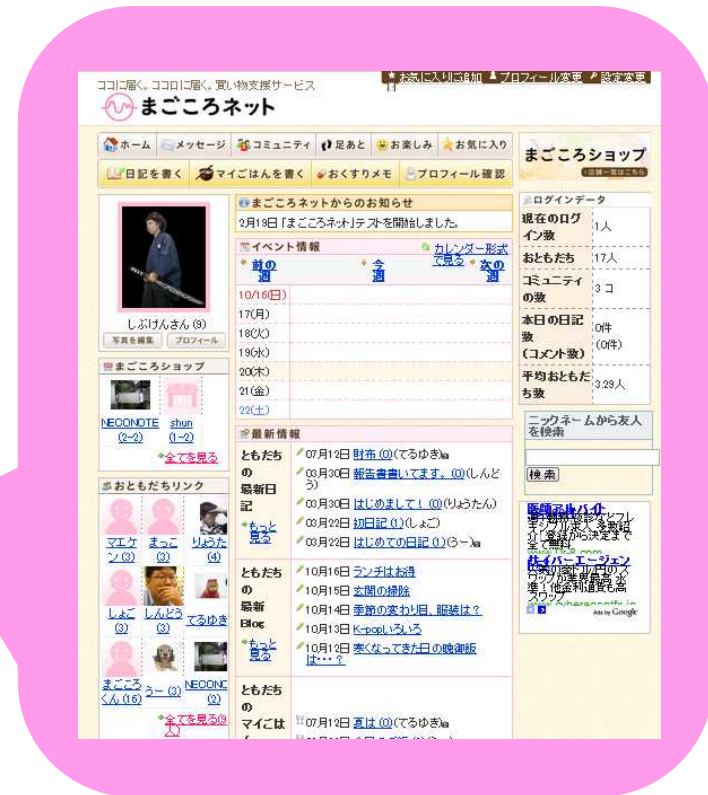 ココに届く。ココロに届く。買い物支援サービス
まごころネット
お気に入りに追加 プロフィール変更 設定変更
ホーム メッセージ コミュニティ 足あと お楽しみ お気に入り
日記を書く マイごはんを書く おくすりメモ プロフィール確認
まごころショップ
店舗一覧はこちら
しぶけんさん (9)
写真を編集 プロフィール
まごころショップ
NECONOTE (2-2)
shun (1-2)
全てを見る
おともだちリンク
マエケン (3)
まっこ (3)
りょうた (4)
しょご (3)
しんどう (3)
てるゆき
まごころくん (16)
うー (3)
NECONC (2)
全てを見る(9人)
まごころネットからのお知らせ
2月19日「まごころネット」テストを開始しました。
イベント情報
カレンダー形式で見る
前の週
今週
次の週
10/16(日)
17(月)
18(火)
19(水)
20(木)
21(金)
22(土)
最新情報
ともだちの最新日記
もっと見る
07月12日 財布 (0)(てるゆき)
03月30日 報告書書いてます。 (0)(しんどう)
03月30日 はじめまして! (0)(りょうたん)
03月22日 初日記 (1)(しょご)
03月22日 はじめての日記 (1)(うー)
ともだちの最新Blog
もっと見る
10月16日 ランチはお得
10月15日 玄関の掃除
10月14日 季節の変わり目、服装は?
10月13日 K-popいろいろ
10月12日 寒くなってきた日の晩御飯は・・・?
ともだちの
マイごは
07月12日 夏は (0)(てるゆき)
ログインデータ
現在のログイン数 1人
おともだち 17人
コミュニティの数 3 コ
本日の日記数(コメント数) 0件(0件)
平均おともだち数 3.29人
ニックネームから友人を検索
検 索
医師アルバイト
サイバーエージェン
Ads by Google